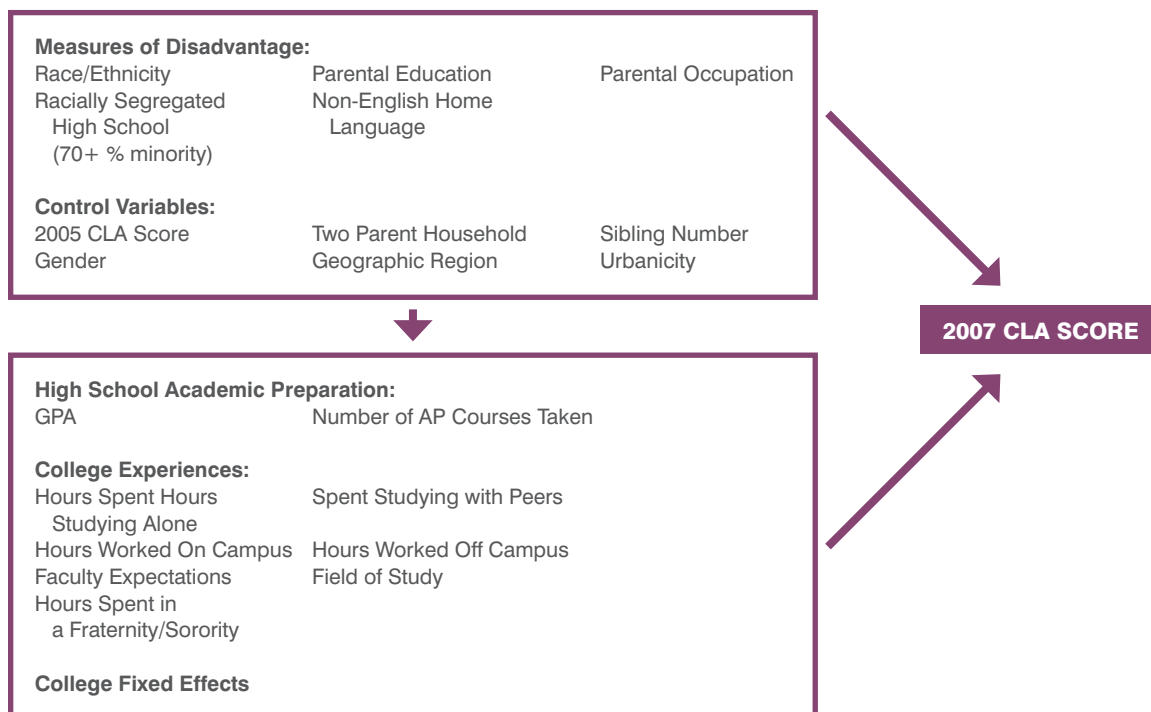 Measures of Disadvantage:
Race/Ethnicity Parental Education Parental Occupation
Racially Segregated Non-English Home
High School Language
(70+ % minority)
Control Variables:
2005 CLA Score Two Parent Household Sibling Number
Gender Geographic Region Urbanicity
2007 CLA SCORE
High School Academic Preparation:
GPA Number of AP Courses Taken
College Experiences:
Hours Spent Hours Spent Studying with Peers
Studying Alone
Hours Worked On Campus Hours Worked Off Campus
Faculty Expectations Field of Study
Hours Spent in
a Fraternity/Sorority
College Fixed Effects